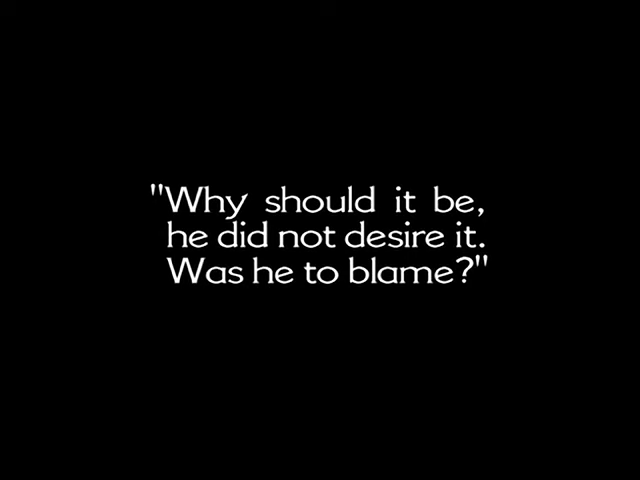 "Why should it be,
he did not desire it.
Was he to blame?"